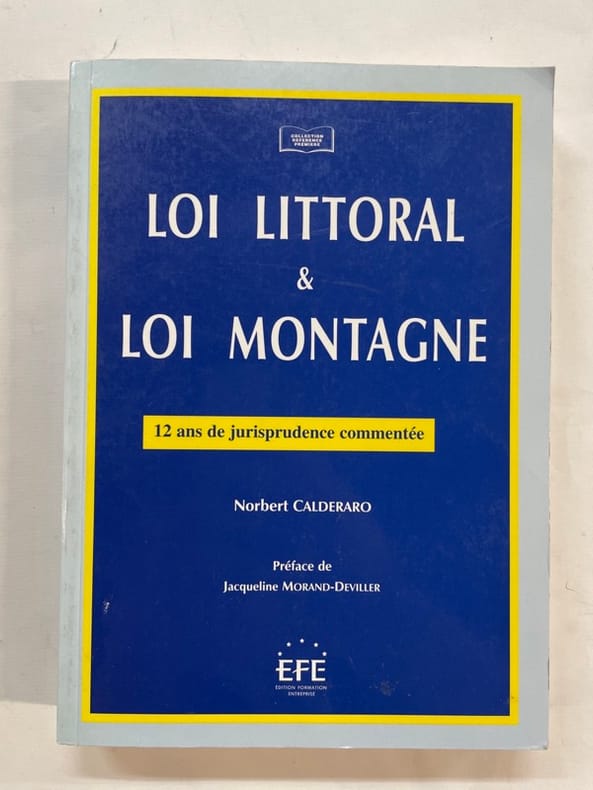 COLLECTION
RÉFÉRENCE
PREMIÈRE
LOI LITTORAL
&
LOI MONTAGNE
12 ans de jurisprudence commentée
Norbert CALDERARO
Préface de
Jacqueline MORAND-DEVILLER
EFE
ÉDITION FORMATION
ENTREPRISE